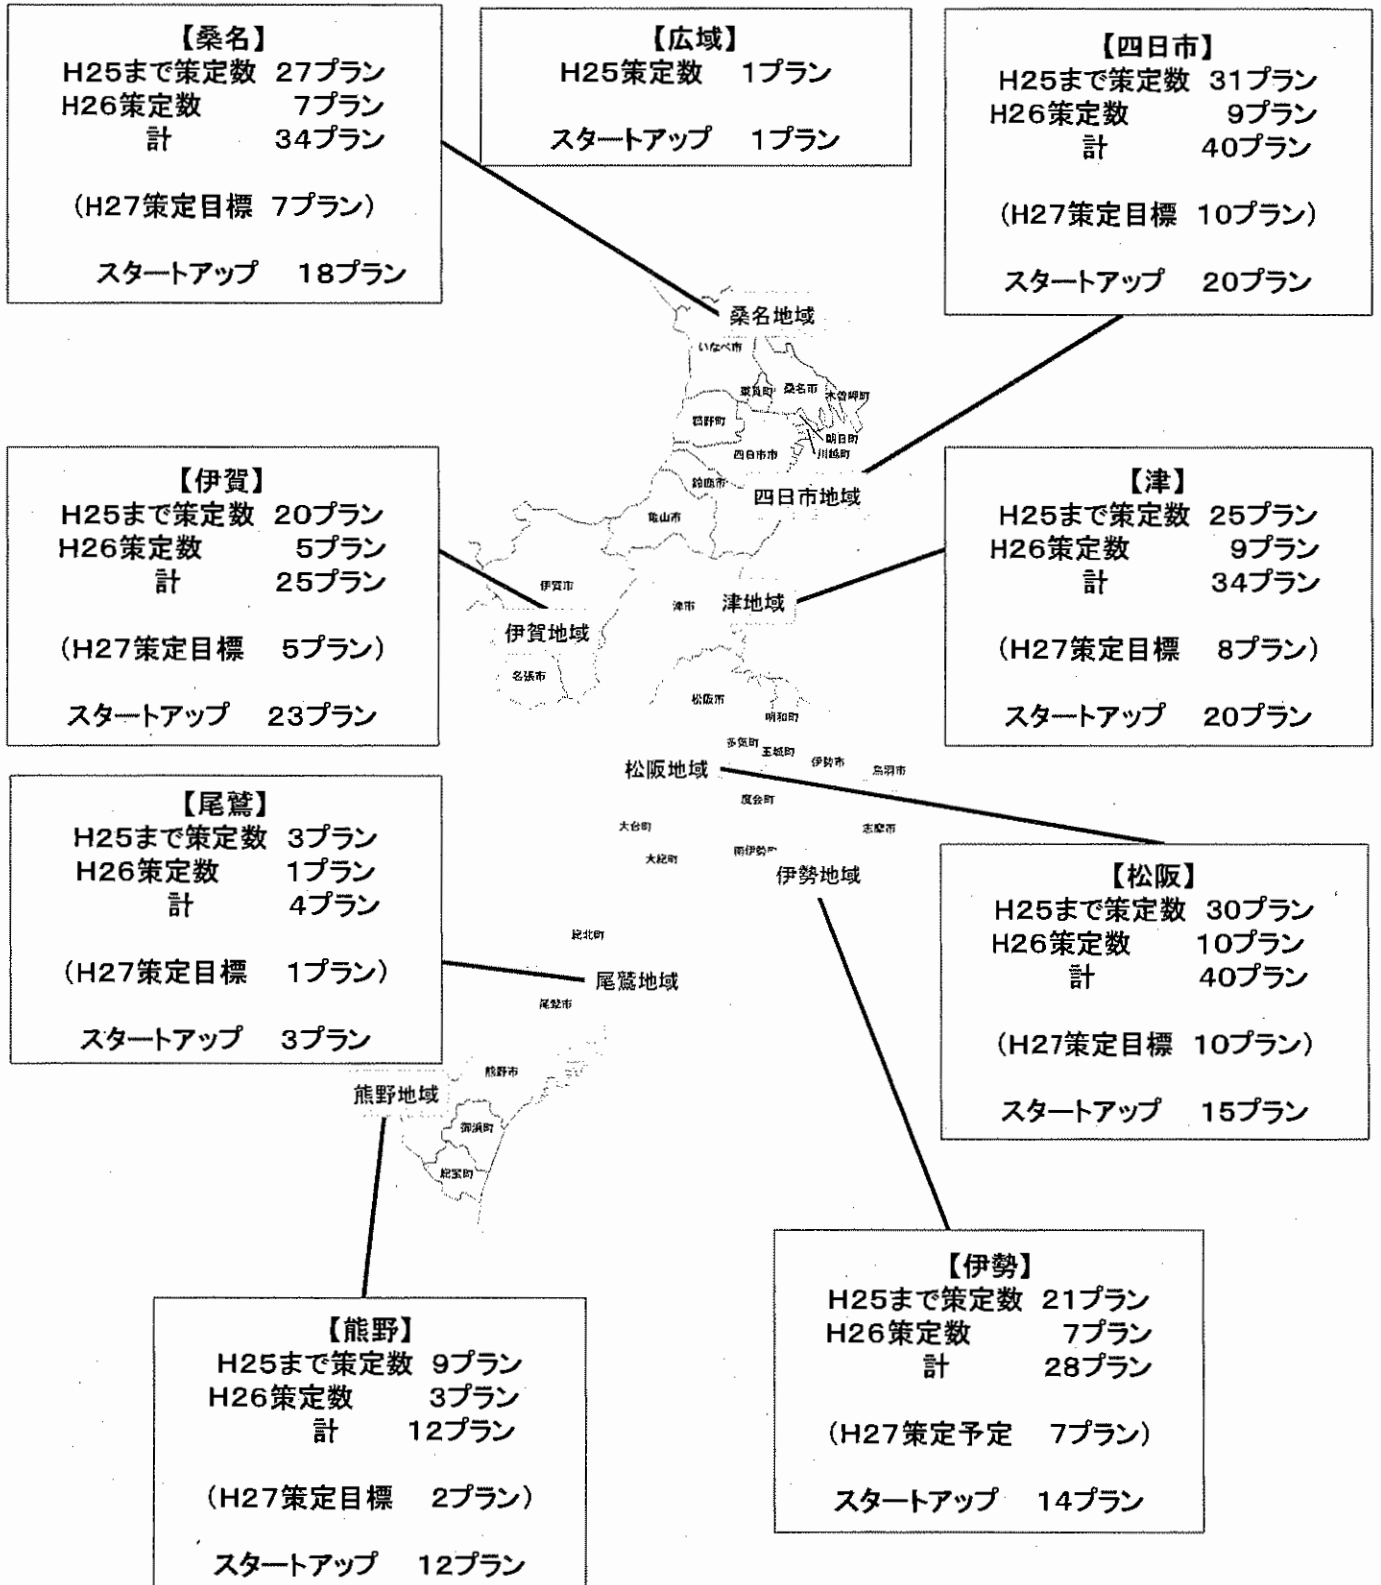 【桑名】
H25まで策定数 27プラン
H26策定数 7プラン
計 34プラン
(H27策定目標 7プラン)
スタートアップ 18プラン
【広域】
H25策定数 1プラン
スタートアップ 1プラン
【四日市】
H25まで策定数 31プラン
H26策定数 9プラン
計 40プラン
(H27策定目標 10プラン)
スタートアップ 20プラン
桑名地域
いなべ市
東員町
桑名市
木曽岬町
菰野町
朝日町
川越町
四日市市
鈴鹿市
四日市地域
亀山市
【伊賀】
H25まで策定数 20プラン
H26策定数 5プラン
計 25プラン
(H27策定目標 5プラン)
スタートアップ 23プラン
【津】
H25まで策定数 25プラン
H26策定数 9プラン
計 34プラン
(H27策定目標 8プラン)
スタートアップ 20プラン
伊賀市
津市
津地域
伊賀地域
名張市
松阪市
明和町
多気町
玉城町
伊勢市
鳥羽市
松阪地域
度会町
大台町
志摩市
大紀町
南伊勢町
伊勢地域
【尾鷲】
H25まで策定数 3プラン
H26策定数 1プラン
計 4プラン
(H27策定目標 1プラン)
スタートアップ 3プラン
【松阪】
H25まで策定数 30プラン
H26策定数 10プラン
計 40プラン
(H27策定目標 10プラン)
スタートアップ 15プラン
紀北町
尾鷲地域
尾鷲市
熊野市
熊野地域
御浜町
紀宝町
【熊野】
H25まで策定数 9プラン
H26策定数 3プラン
計 12プラン
(H27策定目標 2プラン)
スタートアップ 12プラン
【伊勢】
H25まで策定数 21プラン
H26策定数 7プラン
計 28プラン
(H27策定予定 7プラン)
スタートアップ 14プラン